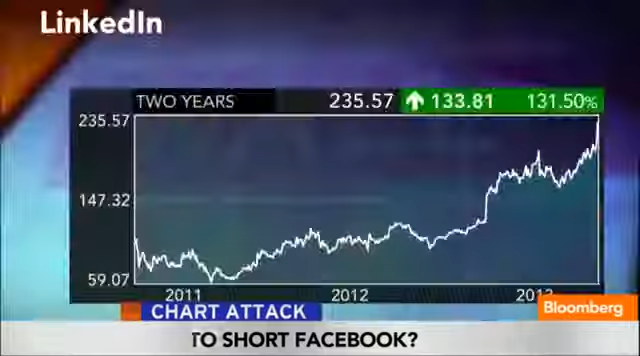 LinkedIn
TWO YEARS 235.57 133.81 131.50%
235.57
147.32
59.07
2011 2012 2013
Bloomberg
CHART ATTACK
TO SHORT FACEBOOK?